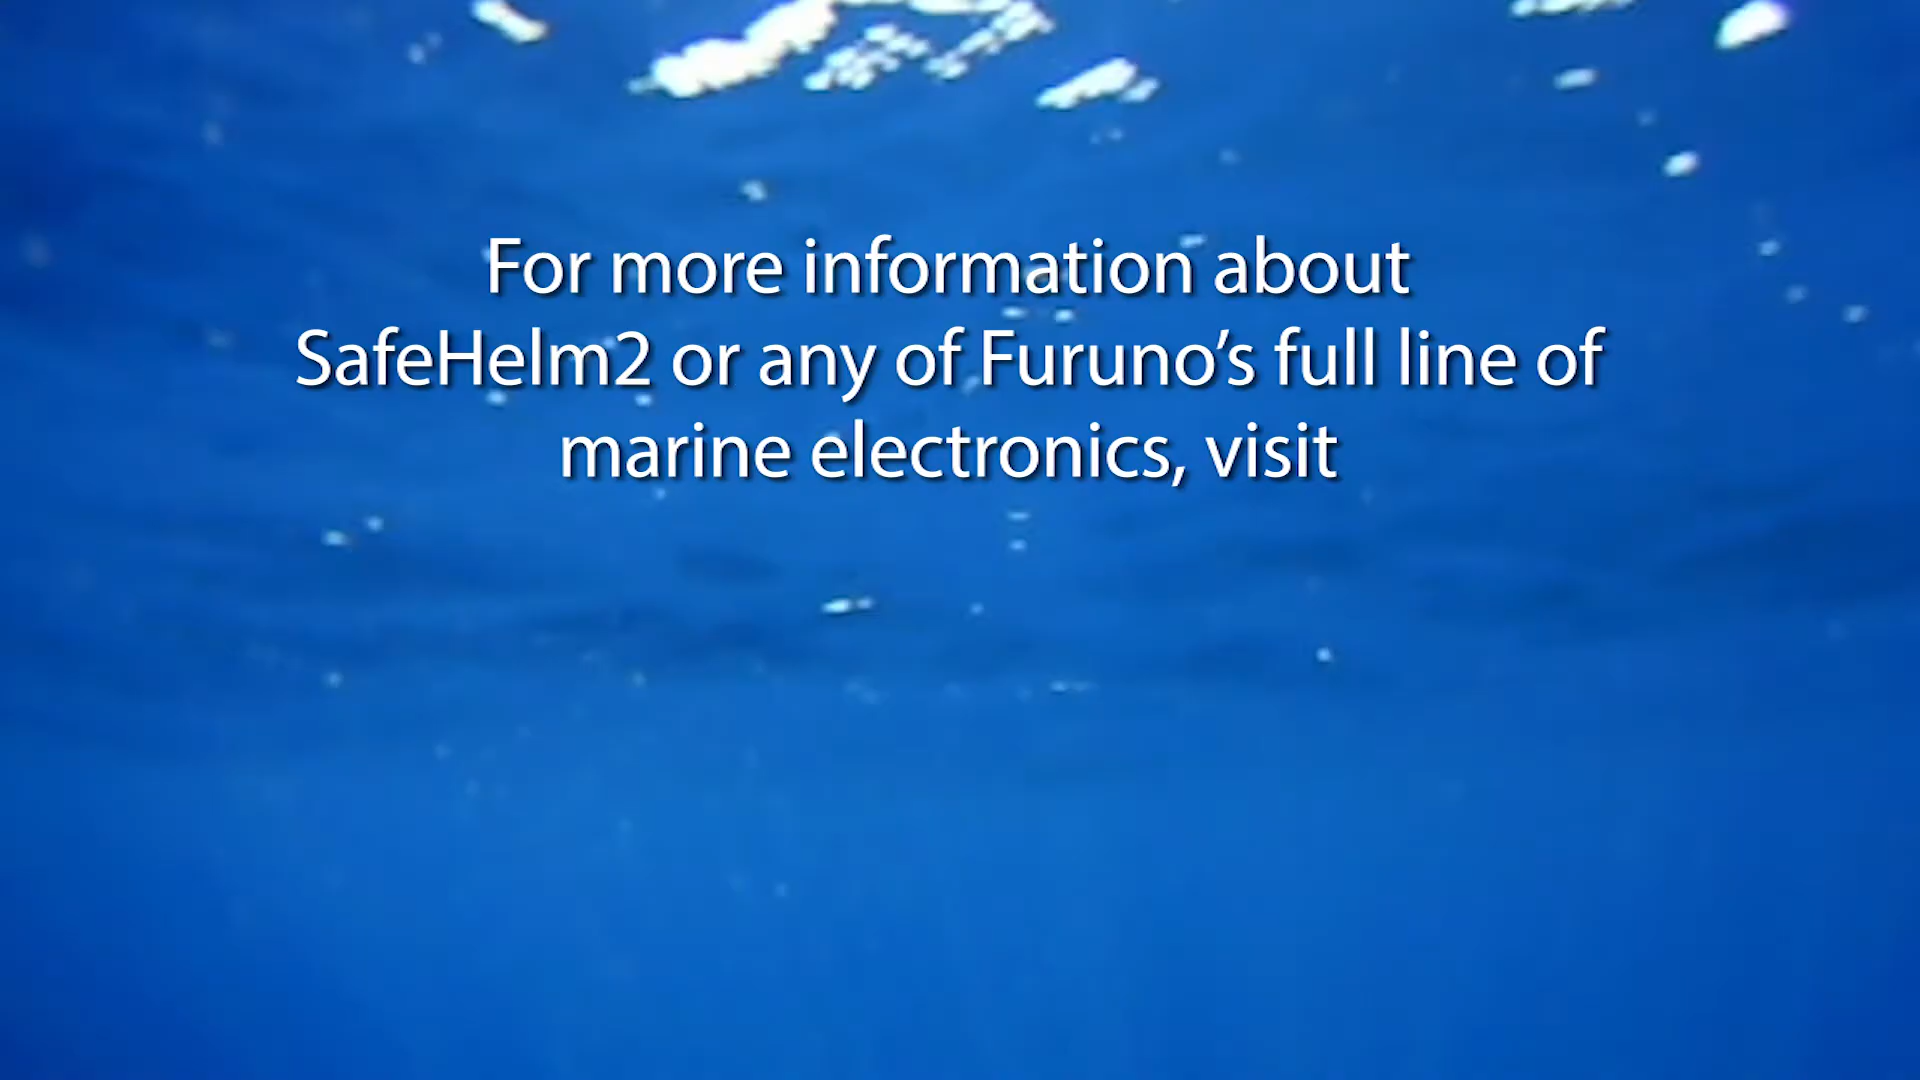 For more information about
SafeHelm2 or any of Furuno’s full line of
marine electronics, visit